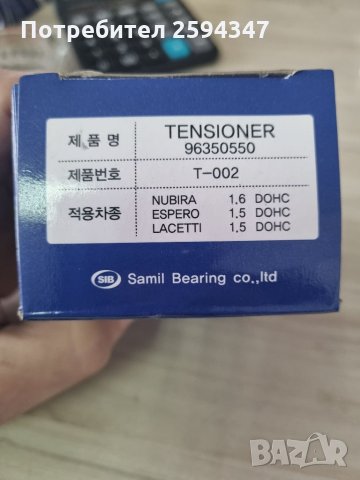 Потребител 2594347
제 품 명 TENSIONER
96350550
제품번호 T-002
적용차종 NUBIRA 1,6 DOHC
ESPERO 1,5 DOHC
LACETTI 1,5 DOHC
SIB Samil Bearing co.,ltd
BAZAR